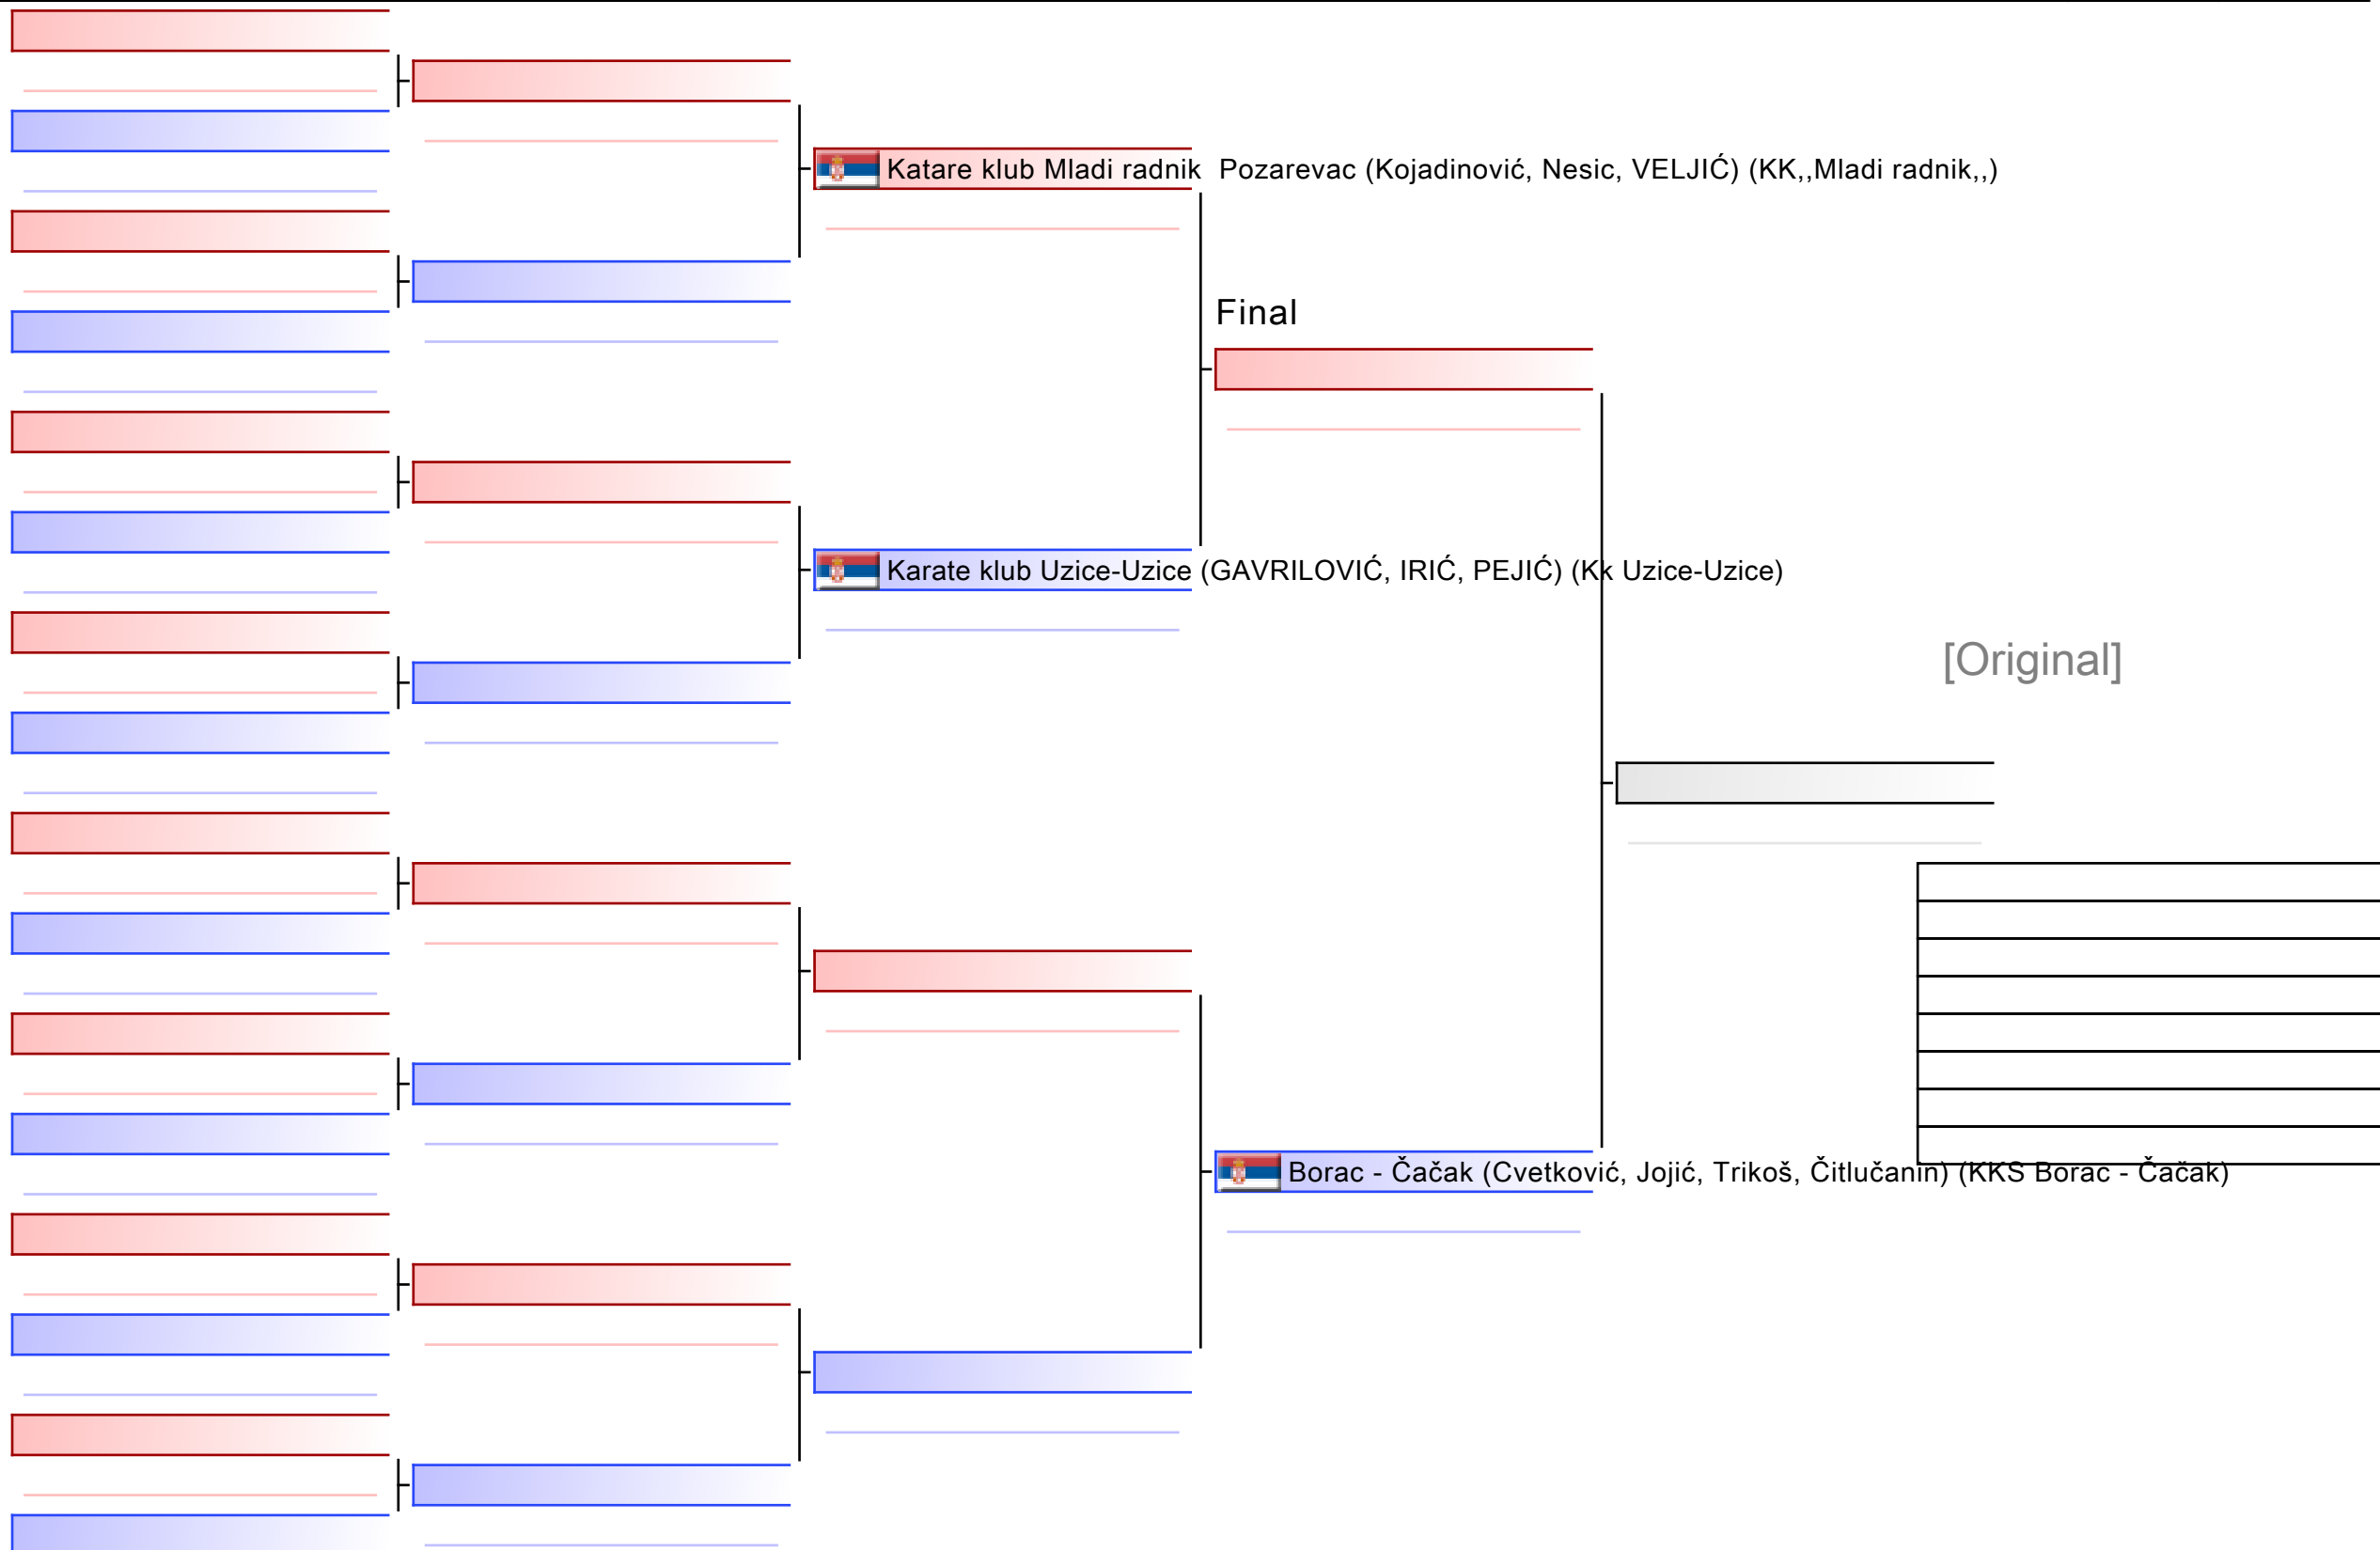 Katare klub Mladi radnik  Pozarevac (Kojadinović, Nesic, VELJIĆ) (KK,,Mladi radnik,,)
Final
Karate klub Uzice-Uzice (GAVRILOVIĆ, IRIĆ, PEJIĆ) (Kk Uzice-Uzice)
[Original]
Borac - Čačak (Cvetković, Jojić, Trikoš, Čitlučanin) (KKS Borac - Čačak)